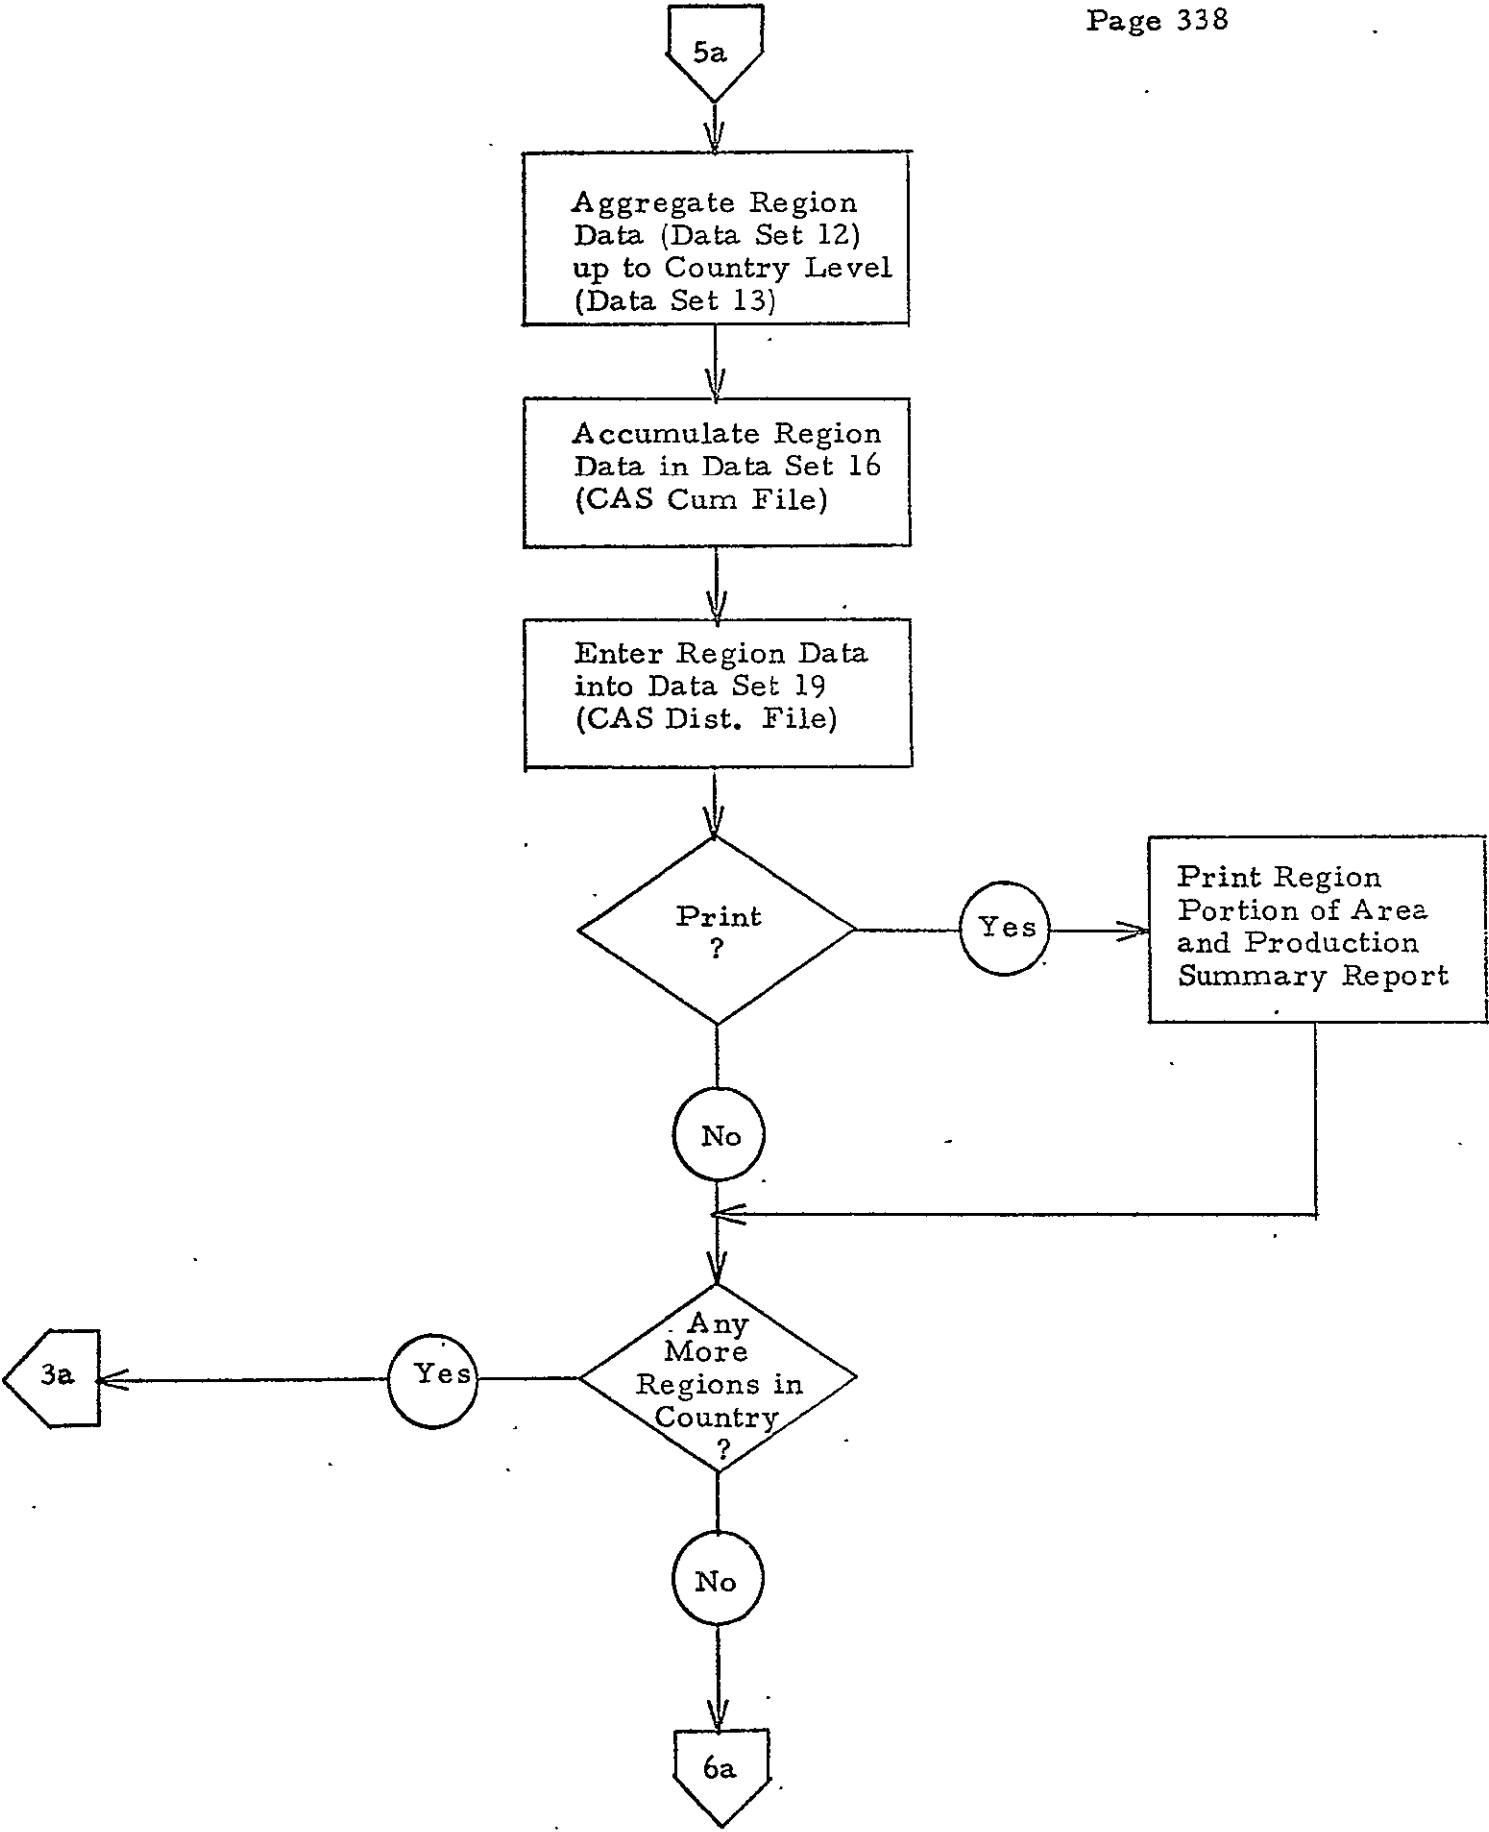 Page 338
5a
Aggregate Region
Data (Data Set 12)
up to Country Level
(Data Set 13)
Accumulate Region
Data in Data Set 16
(CAS Cum File)
Enter Region Data
into Data Set 19
(CAS Dist. File)
Print
?
Yes
Print Region
Portion of Area
and Production
Summary Report
No
Any
More
Regions in
Country
?
Yes
3a
No
6a